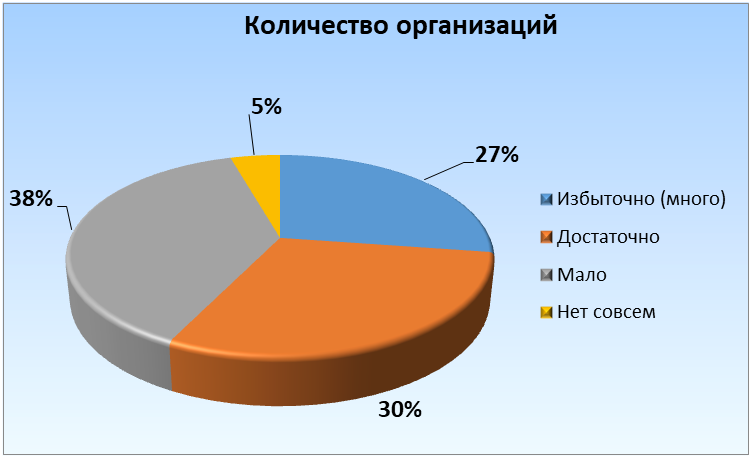 Количество организаций
5%
27%
38%
30%
Избыточно (много)
Достаточно
Мало
Нет совсем